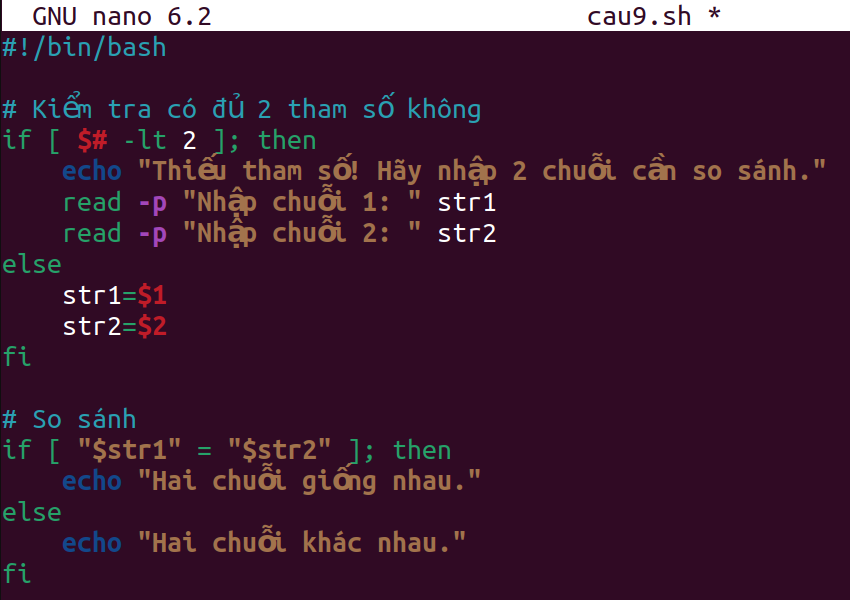 GNU nano 6.2 cau9.sh *
#!/bin/bash
# Kiểm tra có đủ 2 tham số không
if [ $# -lt 2 ]; then
    echo "Thiếu tham số! Hãy nhập 2 chuỗi cần so sánh."
    read -p "Nhập chuỗi 1: " str1
    read -p "Nhập chuỗi 2: " str2
else
    str1=$1
    str2=$2
fi
# So sánh
if [ "$str1" = "$str2" ]; then
    echo "Hai chuỗi giống nhau."
else
    echo "Hai chuỗi khác nhau."
fi